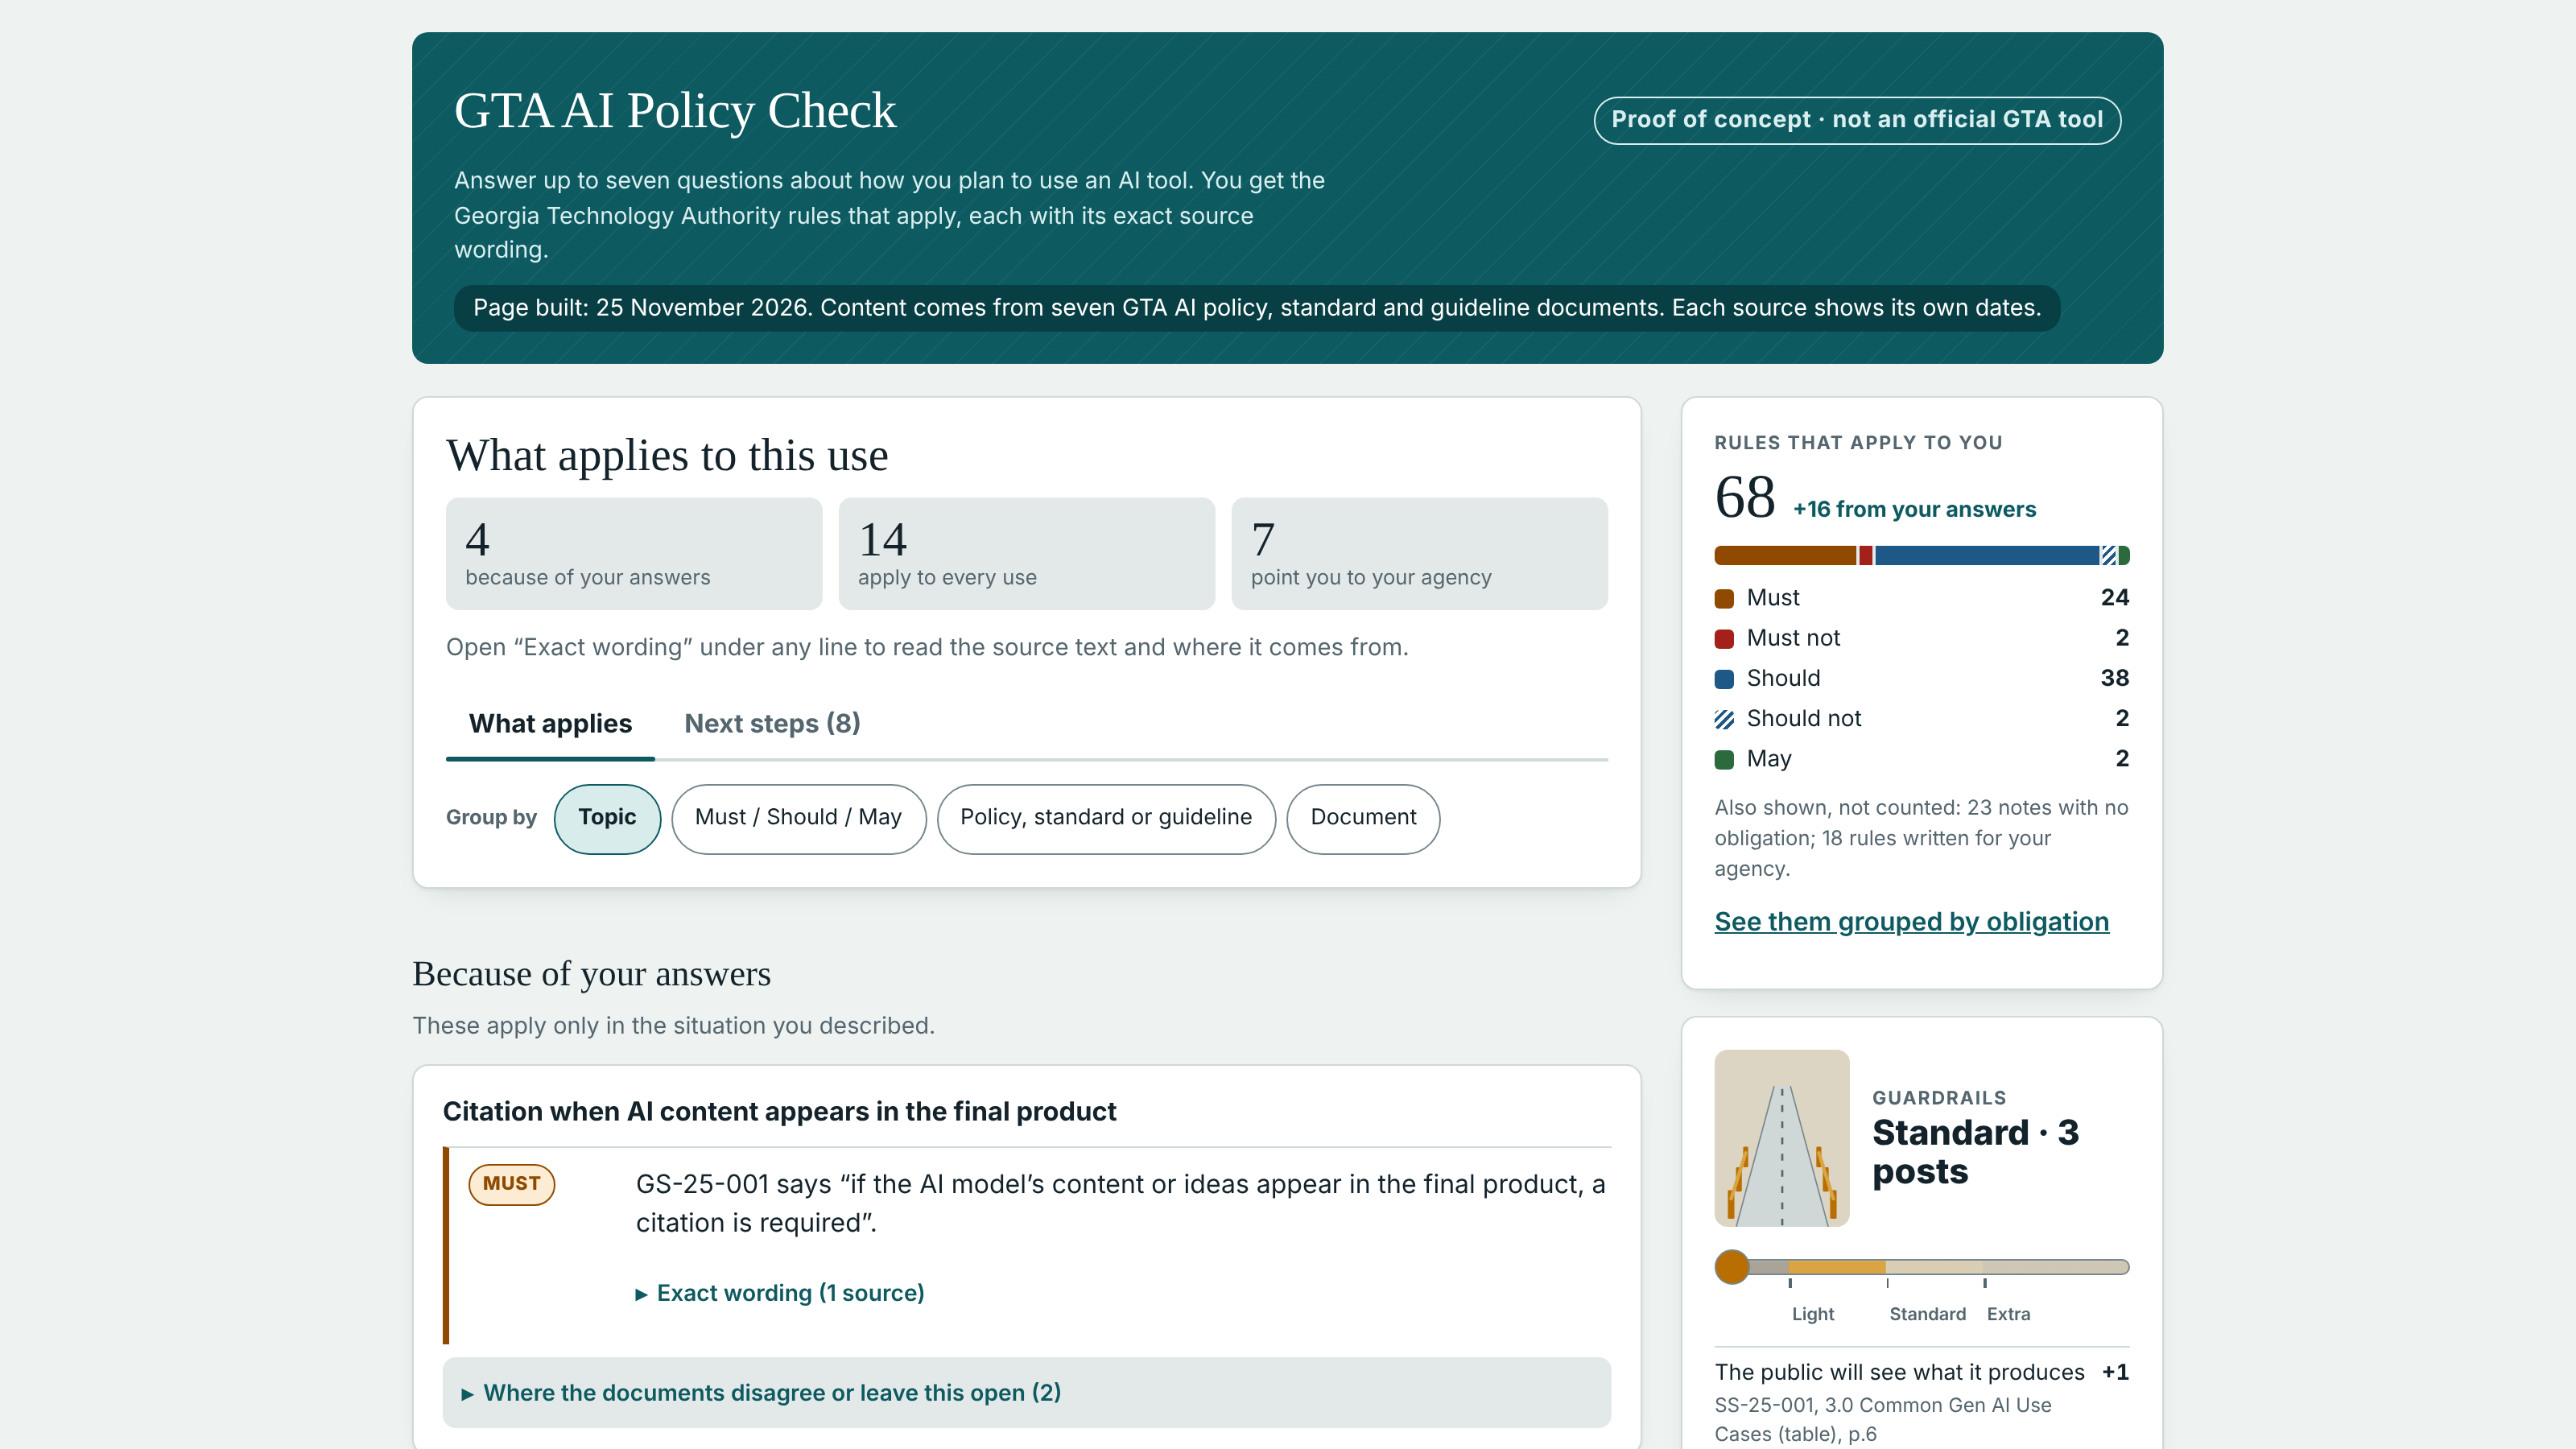 GTA AI Policy Check
Proof of concept · not an official GTA tool
Answer up to seven questions about how you plan to use an AI tool. You get the
Georgia Technology Authority rules that apply, each with its exact source
wording.
Page built: 25 November 2026. Content comes from seven GTA AI policy, standard and guideline documents. Each source shows its own dates.
What applies to this use
4
because of your answers
14
apply to every use
7
point you to your agency
Open “Exact wording” under any line to read the source text and where it comes from.
What applies
Next steps (8)
Group by
Topic
Must / Should / May
Policy, standard or guideline
Document
Because of your answers
These apply only in the situation you described.
Citation when AI content appears in the final product
MUST
GS-25-001 says “if the AI model’s content or ideas appear in the final product, a
citation is required”.
▸ Exact wording (1 source)
▸ Where the documents disagree or leave this open (2)
RULES THAT APPLY TO YOU
68 +16 from your answers
Must 24
Must not 2
Should 38
Should not 2
May 2
Also shown, not counted: 23 notes with no
obligation; 18 rules written for your
agency.
See them grouped by obligation
GUARDRAILS
Standard · 3
posts
Light Standard Extra
The public will see what it produces +1
SS-25-001, 3.0 Common Gen AI Use
Cases (table), p.6